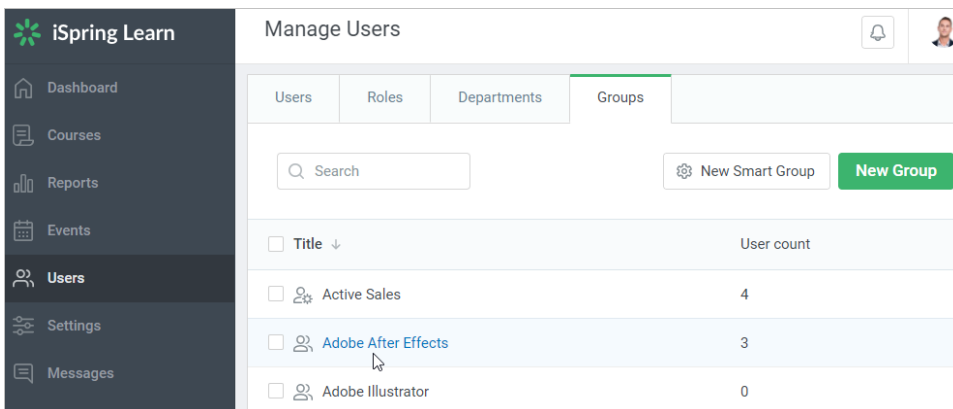 iSpring Learn
Manage Users
Dashboard
Courses
Reports
Events
Users
Settings
Messages
Users Roles Departments Groups
Search New Smart Group New Group
Title ↓ User count
Active Sales 4
Adobe After Effects 3
Adobe Illustrator 0